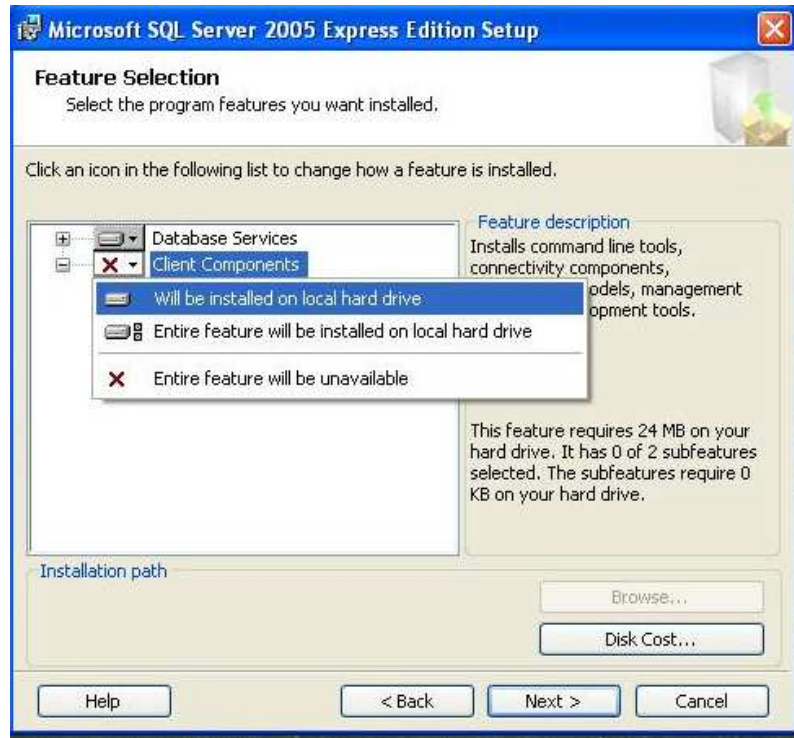 Microsoft SQL Server 2005 Express Edition Setup
Feature Selection
Select the program features you want installed.
Click an icon in the following list to change how a feature is installed.
Database Services
Client Components
Will be installed on local hard drive
Entire feature will be installed on local hard drive
Entire feature will be unavailable
Feature description
Installs command line tools,
connectivity components,
odels, management
opment tools.
This feature requires 24 MB on your
hard drive. It has 0 of 2 subfeatures
selected. The subfeatures require 0
KB on your hard drive.
Installation path
Browse...
Disk Cost...
Help
< Back
Next >
Cancel